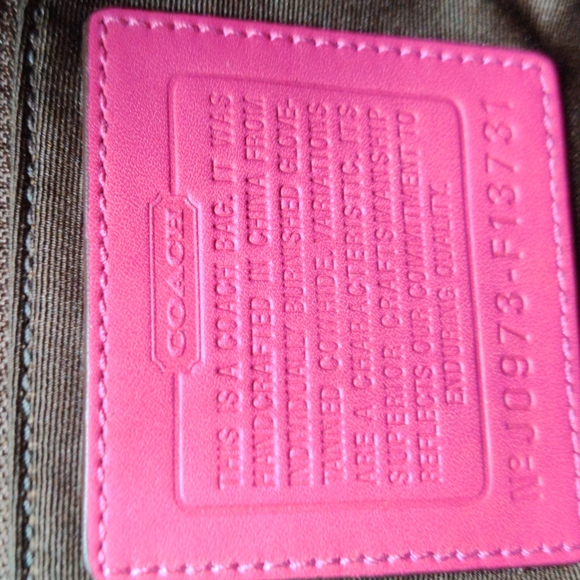 COACH
THIS IS A COACH BAG. IT WAS
HANDCRAFTED IN CHINA FROM
INDIVIDUALLY BURNISHED GLOVE-
TANNED COWHIDE. VARIATIONS
ARE A CHARACTERISTIC. ITS
SUPERIOR CRAFTSMANSHIP
REFLECTS OUR COMMITMENT TO
ENDURING QUALITY.
Nº J0973-F13731